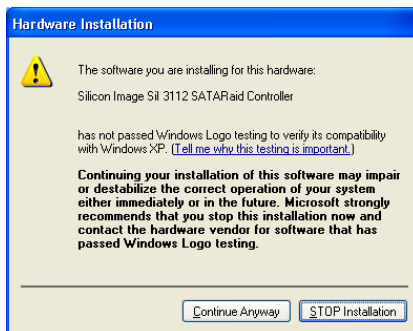 Hardware Installation
The software you are installing for this hardware:
Silicon Image SiI 3112 SATARaid Controller
has not passed Windows Logo testing to verify its compatibility
with Windows XP. (Tell me why this testing is important.)
Continuing your installation of this software may impair
or destabilize the correct operation of your system
either immediately or in the future. Microsoft strongly
recommends that you stop this installation now and
contact the hardware vendor for software that has
passed Windows Logo testing.
Continue Anyway STOP Installation